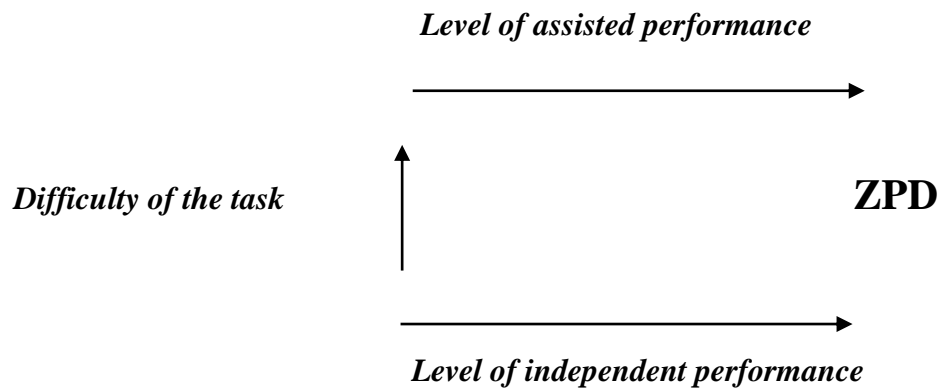 Level of assisted performance
Difficulty of the task
ZPD
Level of independent performance